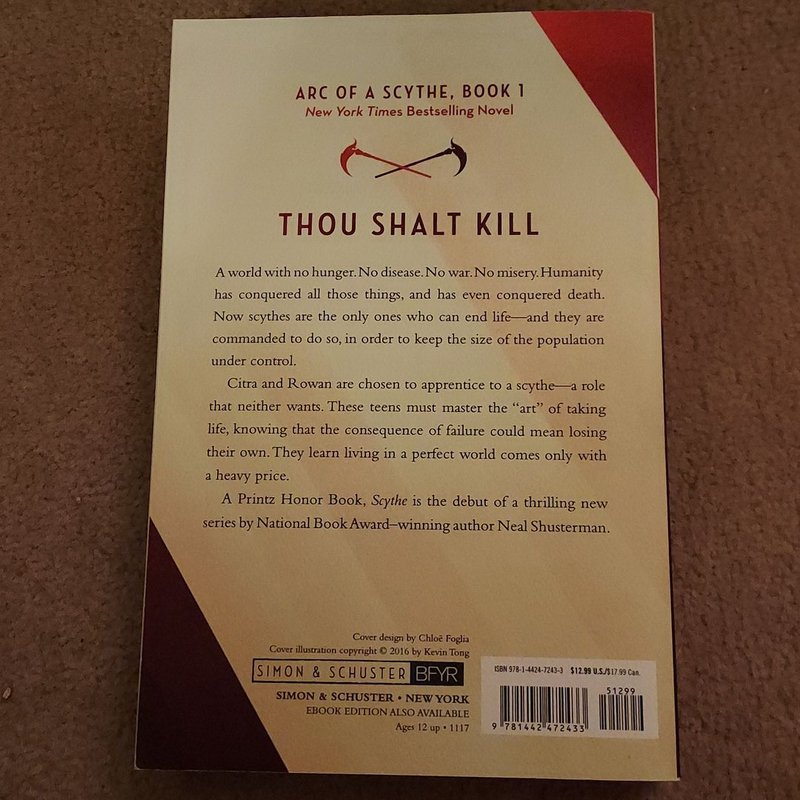 ARC OF A SCYTHE, BOOK 1
New York Times Bestselling Novel
THOU SHALT KILL
A world with no hunger. No disease. No war. No misery. Humanity
has conquered all those things, and has even conquered death.
Now scythes are the only ones who can end life—and they are
commanded to do so, in order to keep the size of the population
under control.
Citra and Rowan are chosen to apprentice to a scythe—a role
that neither wants. These teens must master the “art” of taking
life, knowing that the consequence of failure could mean losing
their own. They learn living in a perfect world comes only with
a heavy price.
A Printz Honor Book, Scythe is the debut of a thrilling new
series by National Book Award–winning author Neal Shusterman.
Cover design by Chloë Foglia
Cover illustration copyright © 2016 by Kevin Tong
SIMON & SCHUSTER BFYR
SIMON & SCHUSTER • NEW YORK
EBOOK EDITION ALSO AVAILABLE
Ages 12 up • 1117
ISBN 978-1-4424-7243-3 $12.99 U.S./$17.99 Can.
51299
9 781442 472433